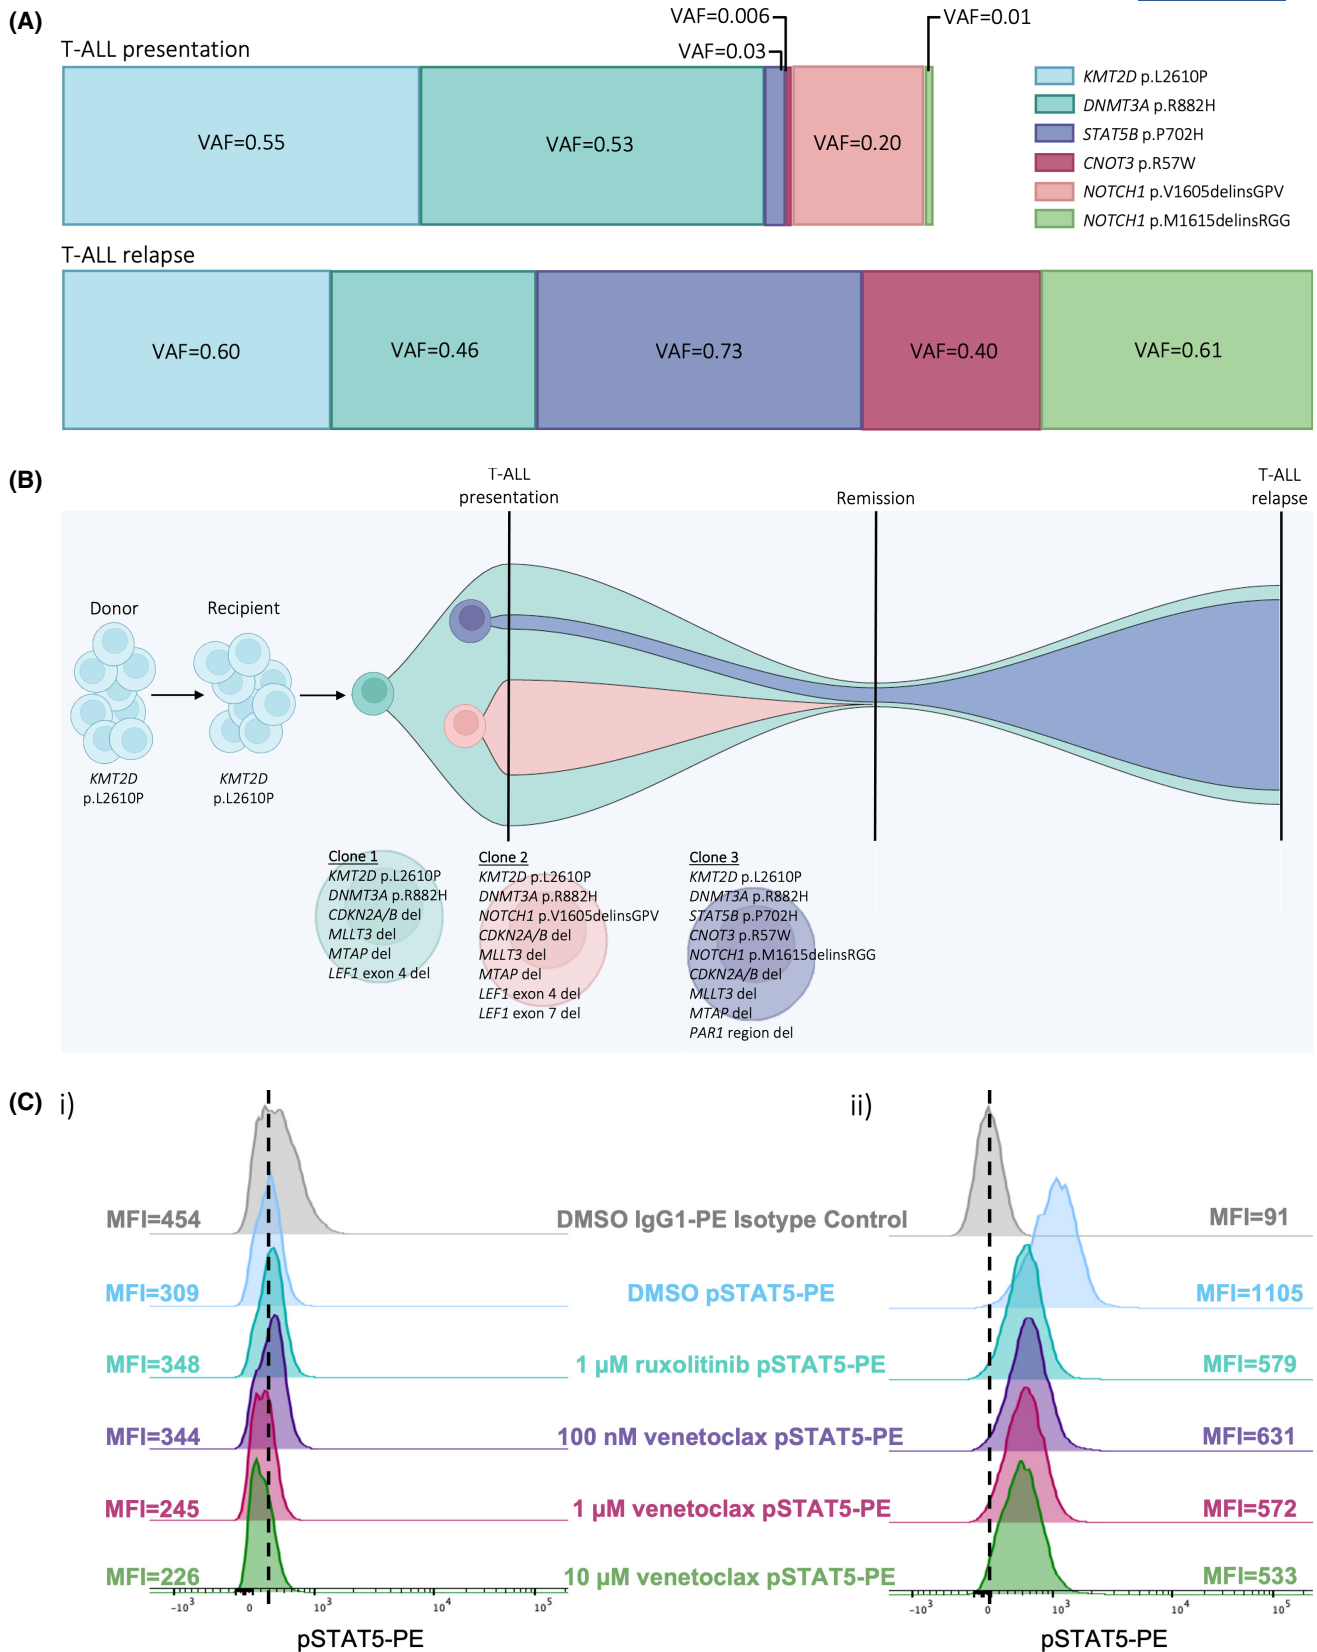 (A)
VAF=0.006
VAF=0.01
T-ALL presentation
VAF=0.03
VAF=0.55
VAF=0.53
VAF=0.20
KMT2D p.L2610P
DNMT3A p.R882H
STAT5B p.P702H
CNOT3 p.R57W
NOTCH1 p.V1605delinsGPV
NOTCH1 p.M1615delinsRGG
T-ALL relapse
VAF=0.60
VAF=0.46
VAF=0.73
VAF=0.40
VAF=0.61
(B)
T-ALL
presentation
Remission
T-ALL
relapse
Donor
Recipient
KMT2D
p.L2610P
KMT2D
p.L2610P
Clone 1
KMT2D p.L2610P
DNMT3A p.R882H
CDKN2A/B del
MLLT3 del
MTAP del
LEF1 exon 4 del
Clone 2
KMT2D p.L2610P
DNMT3A p.R882H
NOTCH1 p.V1605delinsGPV
CDKN2A/B del
MLLT3 del
MTAP del
LEF1 exon 4 del
LEF1 exon 7 del
Clone 3
KMT2D p.L2610P
DNMT3A p.R882H
STAT5B p.P702H
CNOT3 p.R57W
NOTCH1 p.M1615delinsRGG
CDKN2A/B del
MLLT3 del
MTAP del
PAR1 region del
(C) i)
ii)
MFI=454
DMSO IgG1-PE Isotype Control
MFI=91
MFI=309
DMSO pSTAT5-PE
MFI=1105
MFI=348
1 µM ruxolitinib pSTAT5-PE
MFI=579
MFI=344
100 nM venetoclax pSTAT5-PE
MFI=631
MFI=245
1 µM venetoclax pSTAT5-PE
MFI=572
MFI=226
10 µM venetoclax pSTAT5-PE
MFI=533
-10³ 0 10³ 10⁴ 10⁵
-10³ 0 10³ 10⁴ 10⁵
pSTAT5-PE
pSTAT5-PE